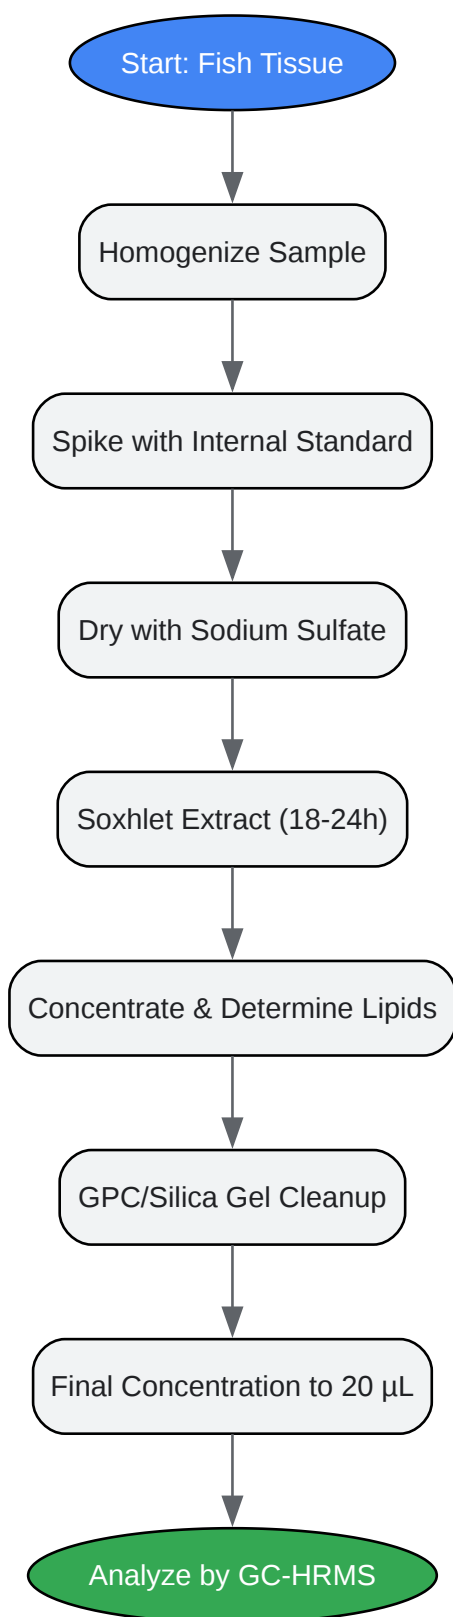 Start: Fish Tissue
Homogenize Sample
Spike with Internal Standard
Dry with Sodium Sulfate
Soxhlet Extract (18-24h)
Concentrate & Determine Lipids
GPC/Silica Gel Cleanup
Final Concentration to 20 µL
Analyze by GC-HRMS